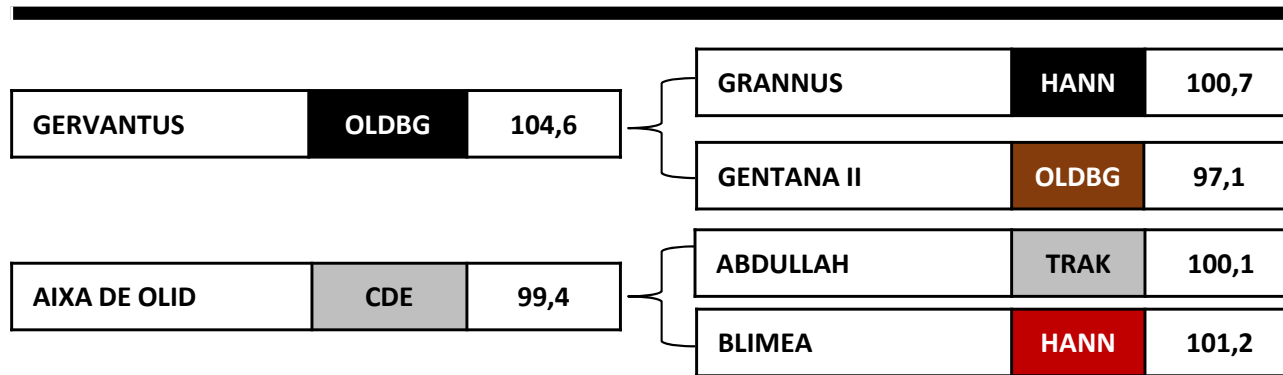 GRANNUS HANN 100,7
GERVANTUS OLDBG 104,6
GENTANA II OLDBG 97,1
ABDULLAH TRAK 100,1
AIXA DE OLID CDE 99,4
BLIMEA HANN 101,2